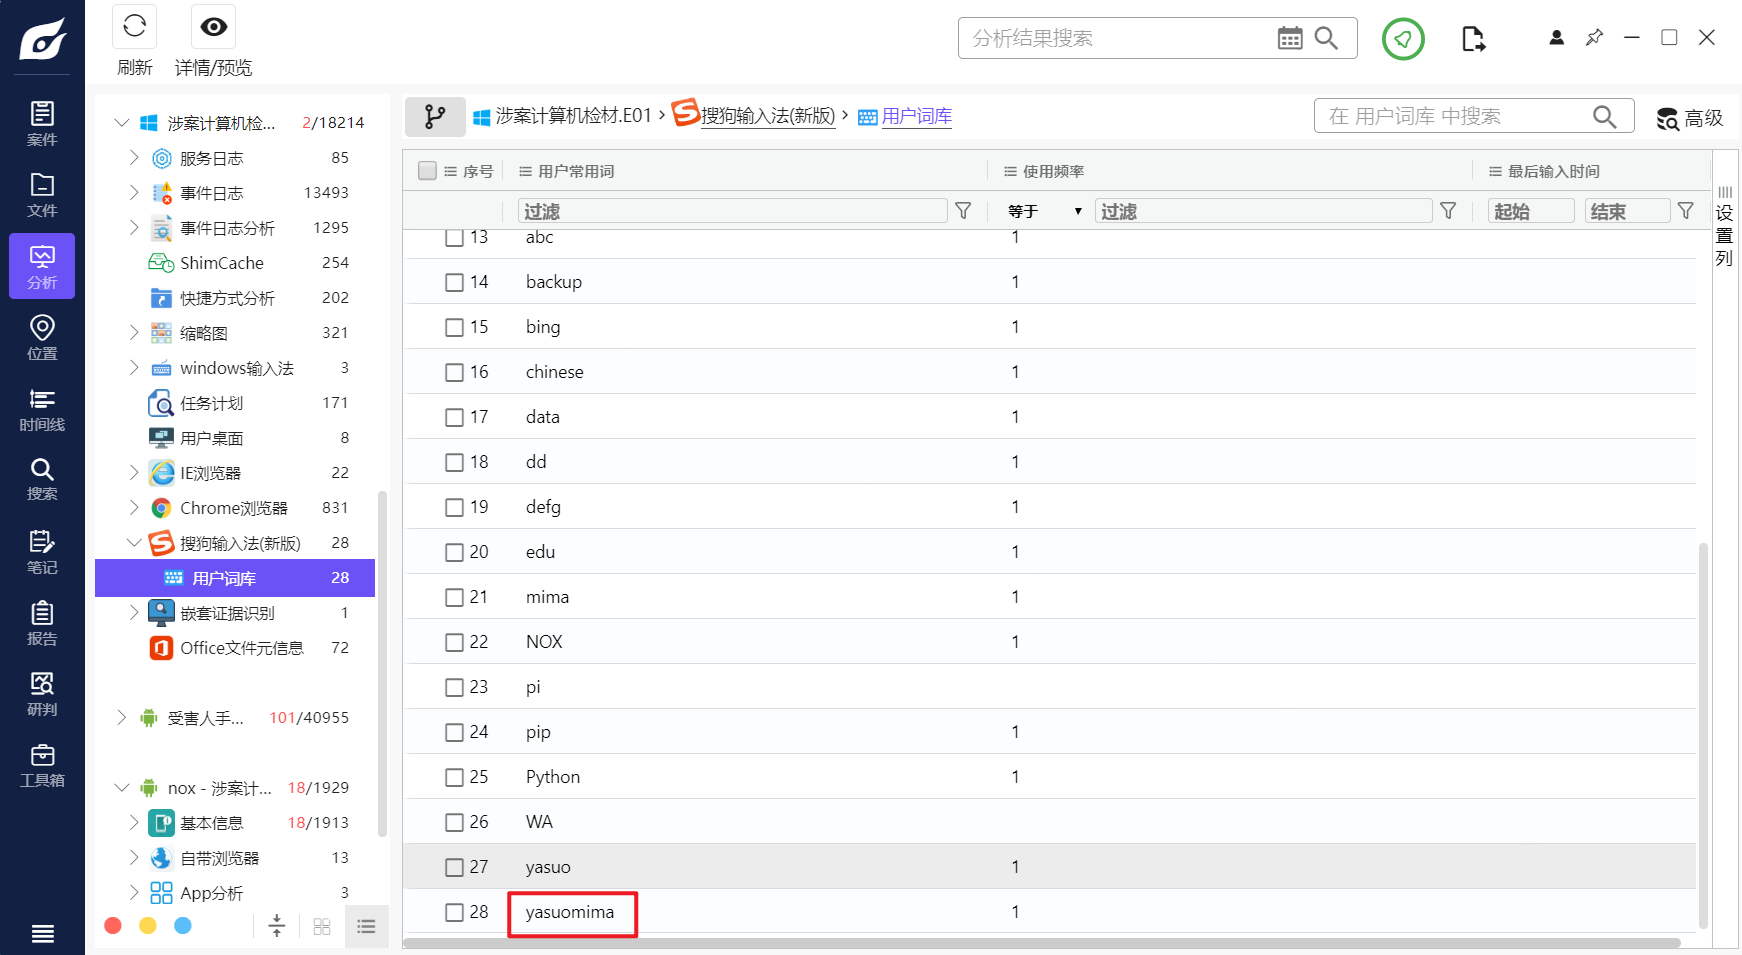 刷新
详情/预览
分析结果搜索
案件
文件
分析
位置
时间线
搜索
笔记
报告
研判
工具箱
涉案计算机检... 2/18214
服务日志 85
事件日志 13493
事件日志分析 1295
ShimCache 254
快捷方式分析 202
缩略图 321
windows输入法 3
任务计划 171
用户桌面 8
IE浏览器 22
Chrome浏览器 831
搜狗输入法(新版) 28
用户词库 28
嵌套证据识别 1
Office文件元信息 72
受害人手... 101/40955
nox - 涉案计... 18/1929
基本信息 18/1913
自带浏览器 13
App分析 3
涉案计算机检材.E01 › 搜狗输入法(新版) › 用户词库
在 用户词库 中搜索
高级
序号 用户常用词 使用频率 最后输入时间
过滤 等于 过滤 起始 结束
13 abc 1
14 backup 1
15 bing 1
16 chinese 1
17 data 1
18 dd 1
19 defg 1
20 edu 1
21 mima 1
22 NOX 1
23 pi
24 pip 1
25 Python 1
26 WA
27 yasuo 1
28 yasuomima 1
设置列